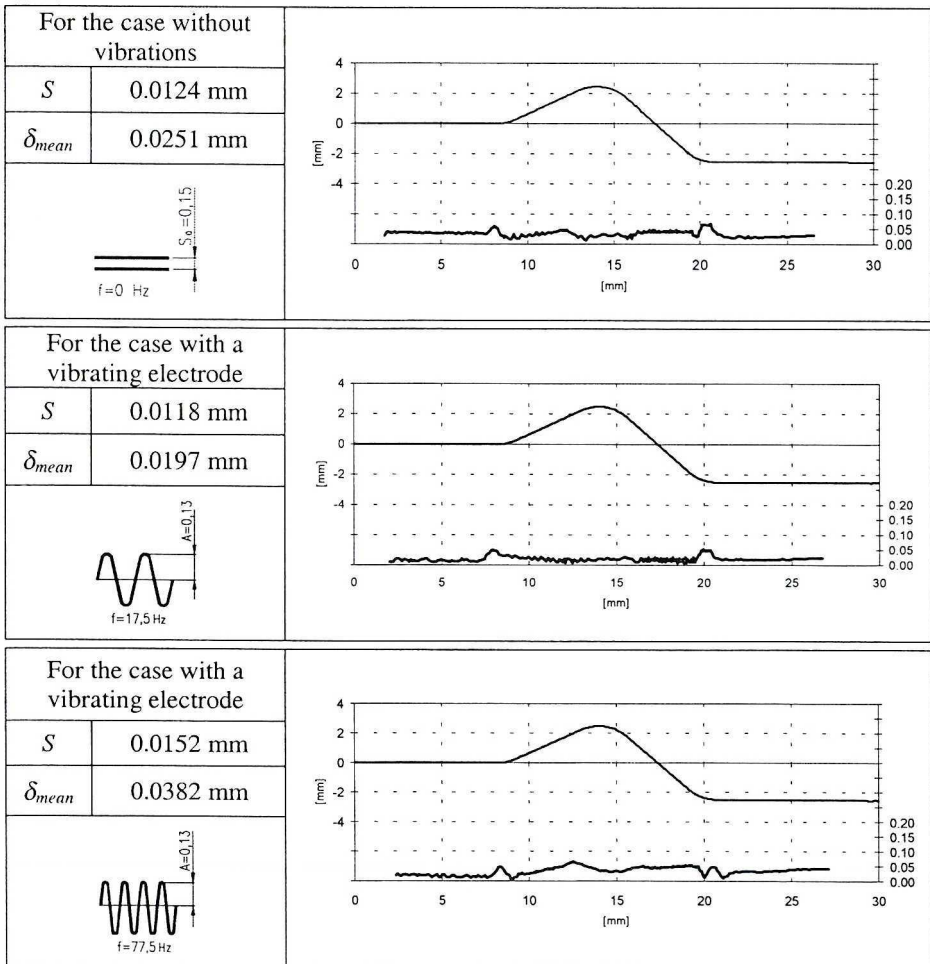 For the case without
vibrations
S 0.0124 mm
δmean 0.0251 mm
S₀=0,15
f=0 Hz
4
2
0
-2
-4
[mm]
0.20
0.15
0.10
0.05
0.00
0 5 10 15 20 25 30
[mm]
For the case with a
vibrating electrode
S 0.0118 mm
δmean 0.0197 mm
A=0,13
f=17,5 Hz
4
2
0
-2
-4
[mm]
0.20
0.15
0.10
0.05
0.00
0 5 10 15 20 25 30
[mm]
For the case with a
vibrating electrode
S 0.0152 mm
δmean 0.0382 mm
A=0,13
f=77,5 Hz
4
2
0
-2
-4
[mm]
0.20
0.15
0.10
0.05
0.00
0 5 10 15 20 25 30
[mm]